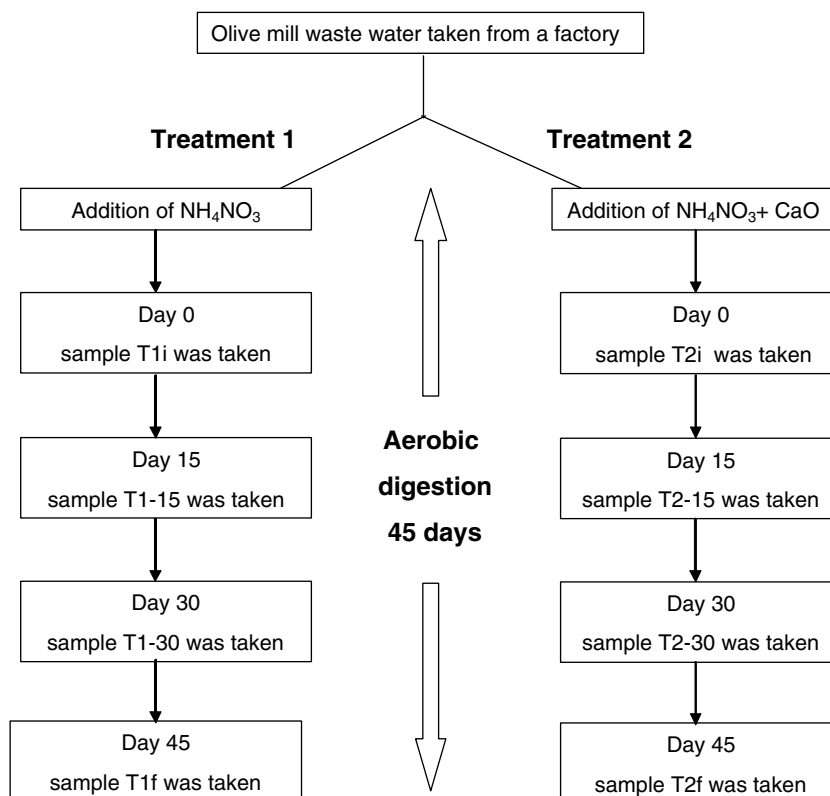 Olive mill waste water taken from a factory
Treatment 1
Treatment 2
Addition of NH₄NO₃
Addition of NH₄NO₃+ CaO
Day 0
sample T1i was taken
Day 0
sample T2i was taken
Day 15
sample T1-15 was taken
Aerobic
digestion
45 days
Day 15
sample T2-15 was taken
Day 30
sample T1-30 was taken
Day 30
sample T2-30 was taken
Day 45
sample T1f was taken
Day 45
sample T2f was taken